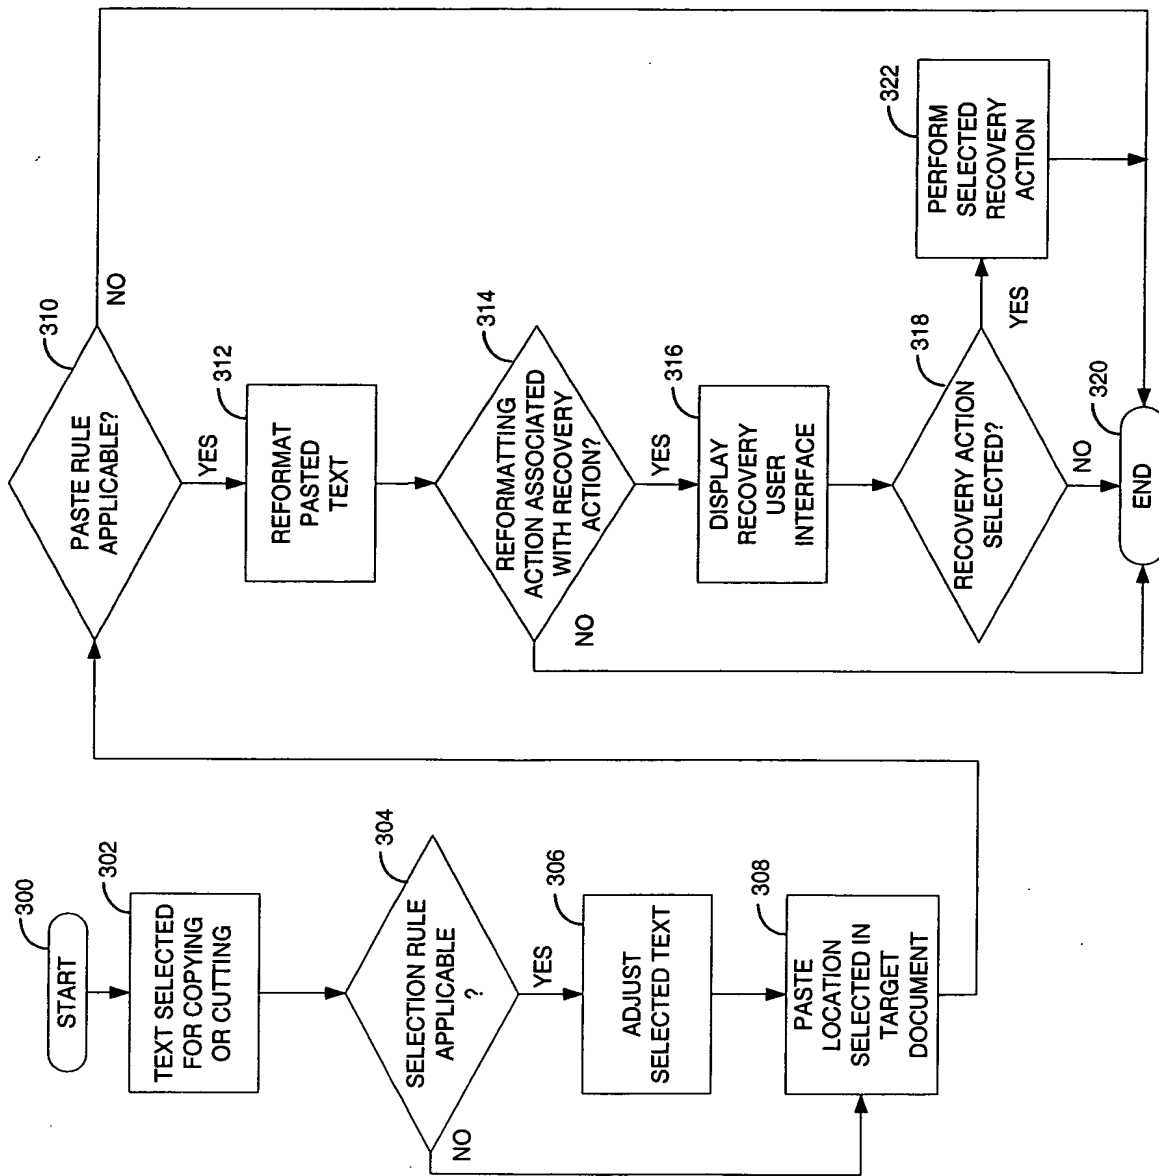 300
START
302
TEXT SELECTED
FOR COPYING
OR CUTTING
304
SELECTION RULE
APPLICABLE
?
NO
YES
306
ADJUST
SELECTED TEXT
308
PASTE
LOCATION
SELECTED IN
TARGET
DOCUMENT
310
PASTE RULE
APPLICABLE?
NO
YES
312
REFORMAT
PASTED
TEXT
314
REFORMATTING
ACTION ASSOCIATED
WITH RECOVERY
ACTION?
NO
YES
316
DISPLAY
RECOVERY
USER
INTERFACE
318
RECOVERY ACTION
SELECTED?
YES
NO
322
PERFORM
SELECTED
RECOVERY
ACTION
320
END